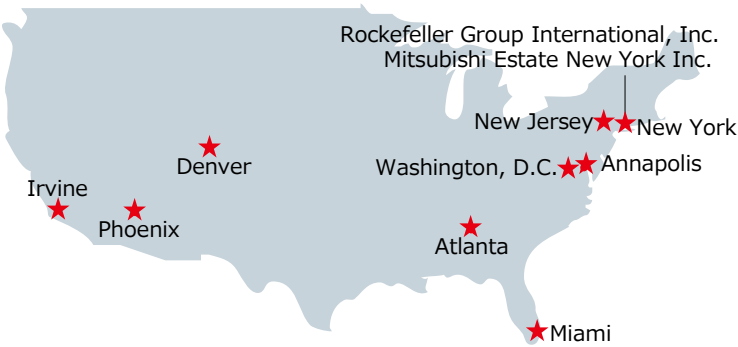 Rockefeller Group International, Inc.
Mitsubishi Estate New York Inc.
New Jersey
New York
Denver
Washington, D.C.
Annapolis
Irvine
Phoenix
Atlanta
Miami